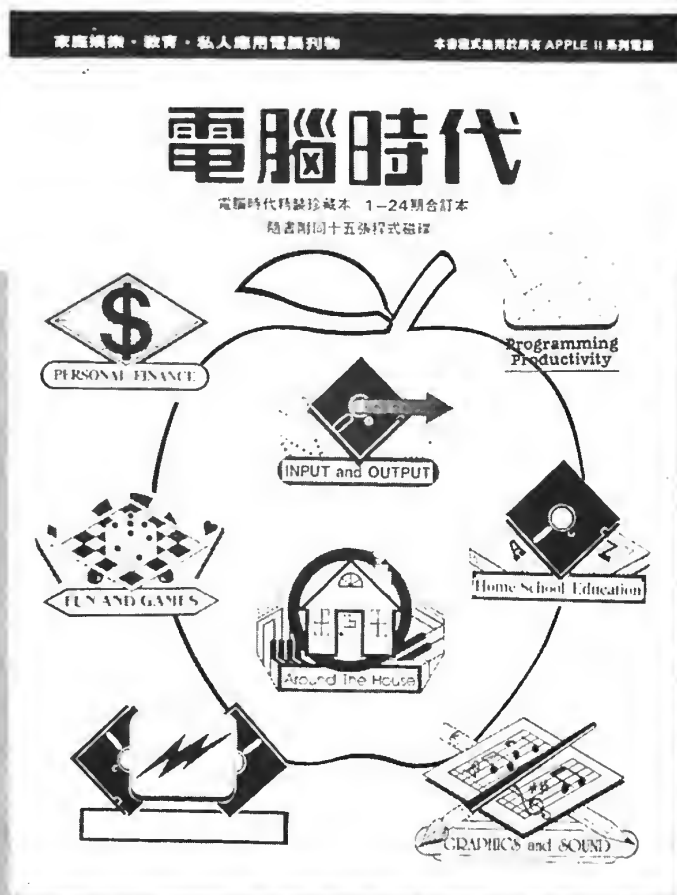 家庭娛樂・教育・私人應用電腦刊物
本書程式適用於所有 APPLE II 系列電腦
電腦時代
電腦時代精裝珍藏本 1－24期合訂本
隨書附同十五張程式磁碟
$
PERSONAL FINANCE
Programming
Productivity
INPUT and OUTPUT
A Z
Home School Education
FUN AND GAMES
Around The House
GRAPHICS and SOUND